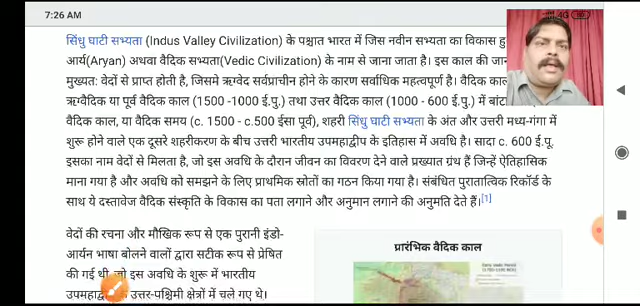 7:26 AM
4G
सिंधु घाटी सभ्यता (Indus Valley Civilization) के पश्चात भारत में जिस नवीन सभ्यता का विकास
आर्य(Aryan) अथवा वैदिक सभ्यता(Vedic Civilization) के नाम से जाना जाता है। इस काल की
मुख्यत: वेदों से प्राप्त होती है, जिसमे ऋग्वेद सर्वप्राचीन होने के कारण सर्वाधिक महत्वपूर्ण है। वैदिक
ऋग्वैदिक या पूर्व वैदिक काल (1500 -1000 ई.पु.) तथा उत्तर वैदिक काल (1000 - 600 ई.पु.) में
वैदिक काल, या वैदिक समय (c. 1500 - c.500 ईसा पूर्व), शहरी सिंधु घाटी सभ्यता के अंत और उत्तरी मध्य-गंगा में
शुरू होने वाले एक दूसरे शहरीकरण के बीच उत्तरी भारतीय उपमहाद्वीप के इतिहास में अवधि है। सादा c. 600 ई.पू.
इसका नाम वेदों से मिलता है, जो इस अवधि के दौरान जीवन का विवरण देने वाले प्रख्यात ग्रंथ हैं जिन्हें ऐतिहासिक
माना गया है और अवधि को समझने के लिए प्राथमिक स्रोतों का गठन किया गया है। संबंधित पुरातात्विक रिकॉर्ड के
साथ ये दस्तावेज वैदिक संस्कृति के विकास का पता लगाने और अनुमान लगाने की अनुमति देते हैं।[1]
वेदों की रचना और मौखिक रूप से एक पुरानी इंडो-
आर्यन भाषा बोलने वालों द्वारा सटीक रूप से प्रेषित
की गई थी, जो इस अवधि के शुरू में भारतीय
उत्तर-पश्चिमी क्षेत्रों में चले गए थे।
प्रारंभिक वैदिक काल